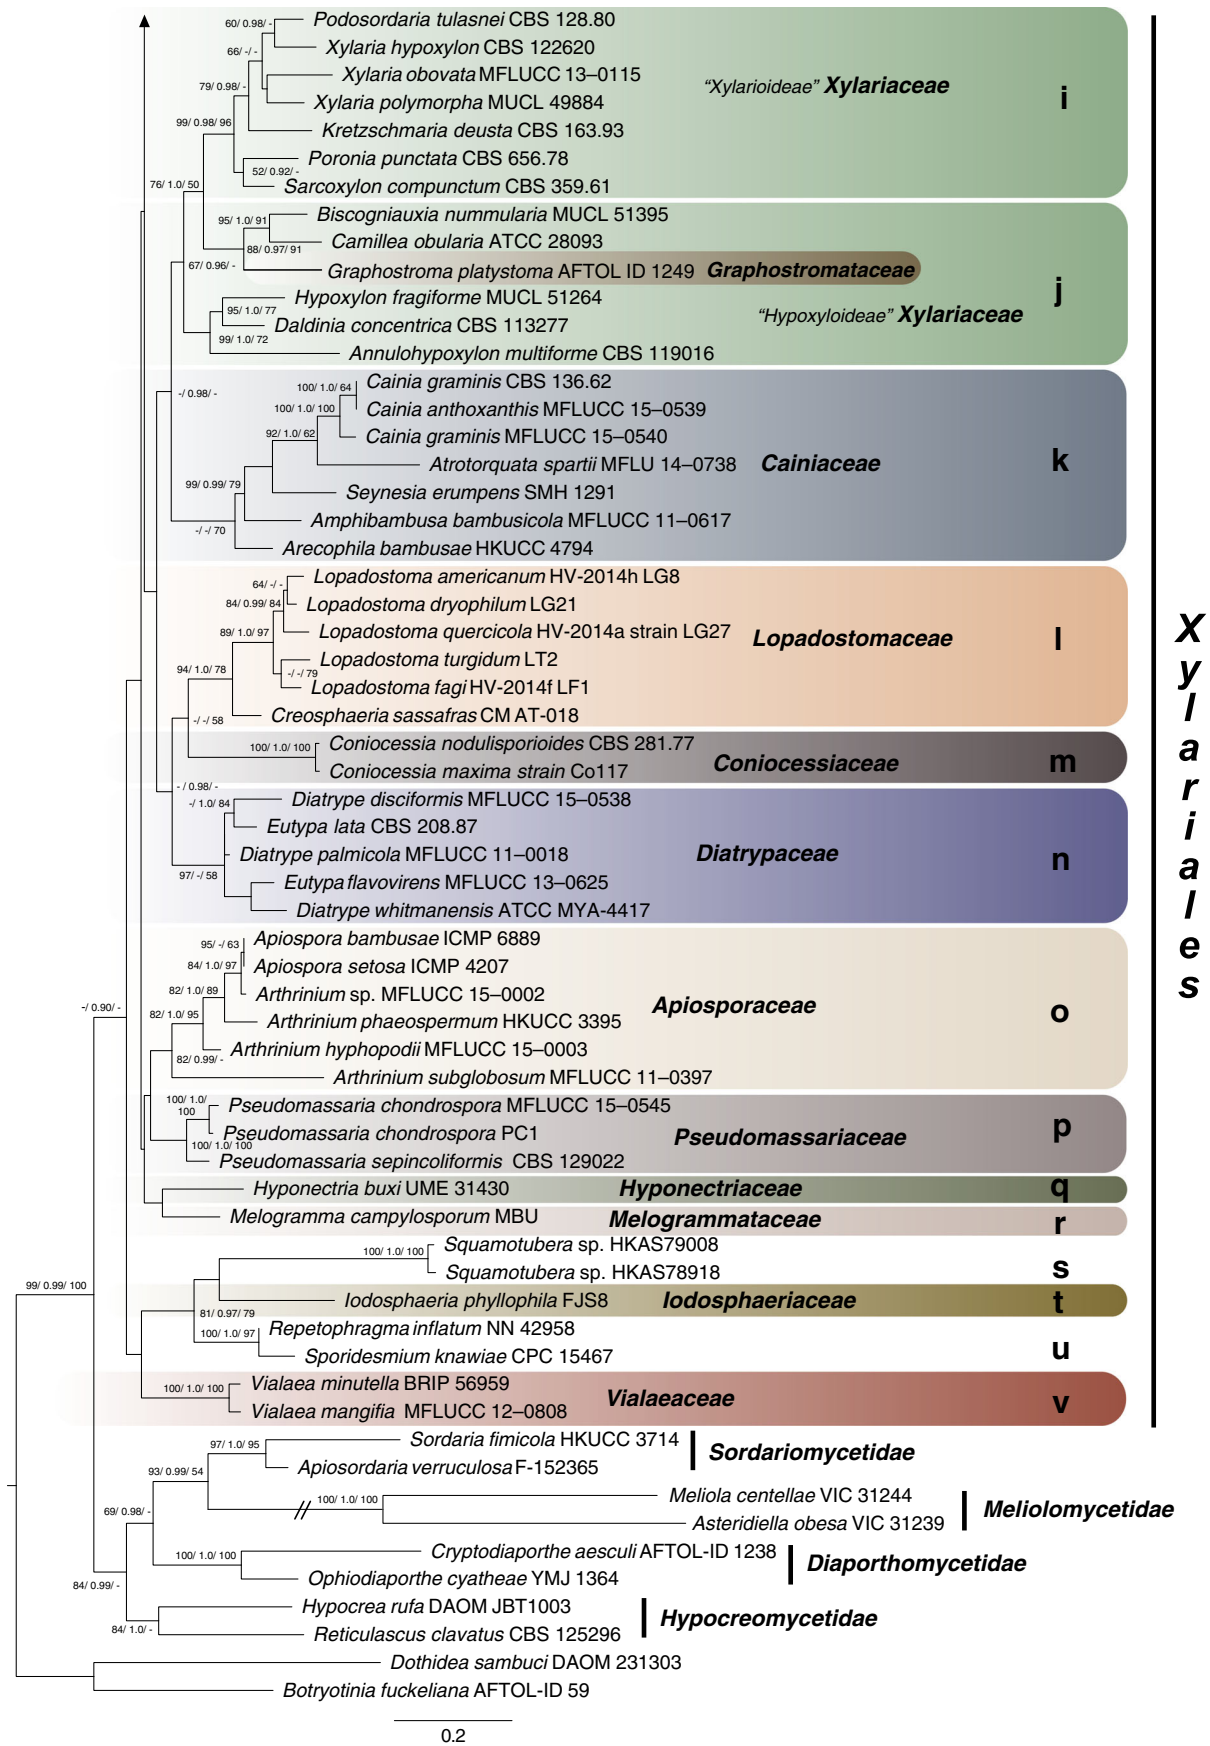 60/ 0.98/ -
Podosordaria tulasnei CBS 128.80
66/ -/ -
Xylaria hypoxylon CBS 122620
Xylaria obovata MFLUCC 13–0115
79/ 0.98/ -
Xylaria polymorpha MUCL 49884
“Xylarioideae” Xylariaceae
i
99/ 0.98/ 96
Kretzschmaria deusta CBS 163.93
Poronia punctata CBS 656.78
52/ 0.92/ -
76/ 1.0/ 50
Sarcoxylon compunctum CBS 359.61
Biscogniauxia nummularia MUCL 51395
95/ 1.0/ 91
Camillea obularia ATCC 28093
88/ 0.97/ 91
67/ 0.96/ -
Graphostroma platystoma AFTOL ID 1249 Graphostromataceae
j
Hypoxylon fragiforme MUCL 51264
95/ 1.0/ 77
“Hypoxyloideae” Xylariaceae
Daldinia concentrica CBS 113277
99/ 1.0/ 72
Annulohypoxylon multiforme CBS 119016
-/ 0.98/ -
100/ 1.0/ 64
Cainia graminis CBS 136.62
100/ 1.0/ 100
Cainia anthoxanthis MFLUCC 15–0539
92/ 1.0/ 62
Cainia graminis MFLUCC 15–0540
Atrotorquata spartii MFLU 14–0738
Cainiaceae
k
99/ 0.99/ 79
Seynesia erumpens SMH 1291
Amphibambusa bambusicola MFLUCC 11–0617
-/ -/ 70
Arecophila bambusae HKUCC 4794
64/ -/ -
Lopadostoma americanum HV-2014h LG8
84/ 0.99/ 84
Lopadostoma dryophilum LG21
89/ 1.0/ 97
Lopadostoma quercicola HV-2014a strain LG27
Lopadostomaceae
l
Lopadostoma turgidum LT2
94/ 1.0/ 78
-/ -/ 79
Lopadostoma fagi HV-2014f LF1
-/ -/ 58
Creosphaeria sassafras CM AT-018
100/ 1.0/ 100
Coniocessia nodulisporioides CBS 281.77
Coniocessia maxima strain Co117
Coniocessiaceae
m
-/ 0.98/ -
-/ 1.0/ 84
Diatrype disciformis MFLUCC 15–0538
Eutypa lata CBS 208.87
Diatrype palmicola MFLUCC 11–0018
Diatrypaceae
n
97/ -/ 58
Eutypa flavovirens MFLUCC 13–0625
Diatrype whitmanensis ATCC MYA-4417
95/ -/ 63
Apiospora bambusae ICMP 6889
84/ 1.0/ 97
Apiospora setosa ICMP 4207
82/ 1.0/ 89
Arthrinium sp. MFLUCC 15–0002
Apiosporaceae
o
-/ 0.90/ -
82/ 1.0/ 95
Arthrinium phaeospermum HKUCC 3395
Arthrinium hyphopodii MFLUCC 15–0003
82/ 0.99/ -
Arthrinium subglobosum MFLUCC 11–0397
100/ 1.0/
100
Pseudomassaria chondrospora MFLUCC 15–0545
Pseudomassaria chondrospora PC1
Pseudomassariaceae
p
100/ 1.0/ 100
Pseudomassaria sepincoliformis CBS 129022
Hyponectria buxi UME 31430
Hyponectriaceae
q
Melogramma campylosporum MBU
Melogrammataceae
r
100/ 1.0/ 100
Squamotubera sp. HKAS79008
Squamotubera sp. HKAS78918
s
99/ 0.99/ 100
Iodosphaeria phyllophila FJS8
Iodosphaeriaceae
t
81/ 0.97/ 79
Repetophragma inflatum NN 42958
100/ 1.0/ 97
Sporidesmium knawiae CPC 15467
u
100/ 1.0/ 100
Vialaea minutella BRIP 56959
Vialaea mangifia MFLUCC 12–0808
Vialaeaceae
v
Xylariales
97/ 1.0/ 95
Sordaria fimicola HKUCC 3714
Sordariomycetidae
93/ 0.99/ 54
Apiosordaria verruculosa F-152365
100/ 1.0/ 100
Meliola centellae VIC 31244
Meliolomycetidae
69/ 0.98/ -
Asteridiella obesa VIC 31239
100/ 1.0/ 100
Cryptodiaporthe aesculi AFTOL-ID 1238
Diaporthomycetidae
84/ 0.99/ -
Ophiodiaporthe cyatheae YMJ 1364
Hypocrea rufa DAOM JBT1003
Hypocreomycetidae
84/ 1.0/ -
Reticulascus clavatus CBS 125296
Dothidea sambuci DAOM 231303
Botryotinia fuckeliana AFTOL-ID 59
0.2